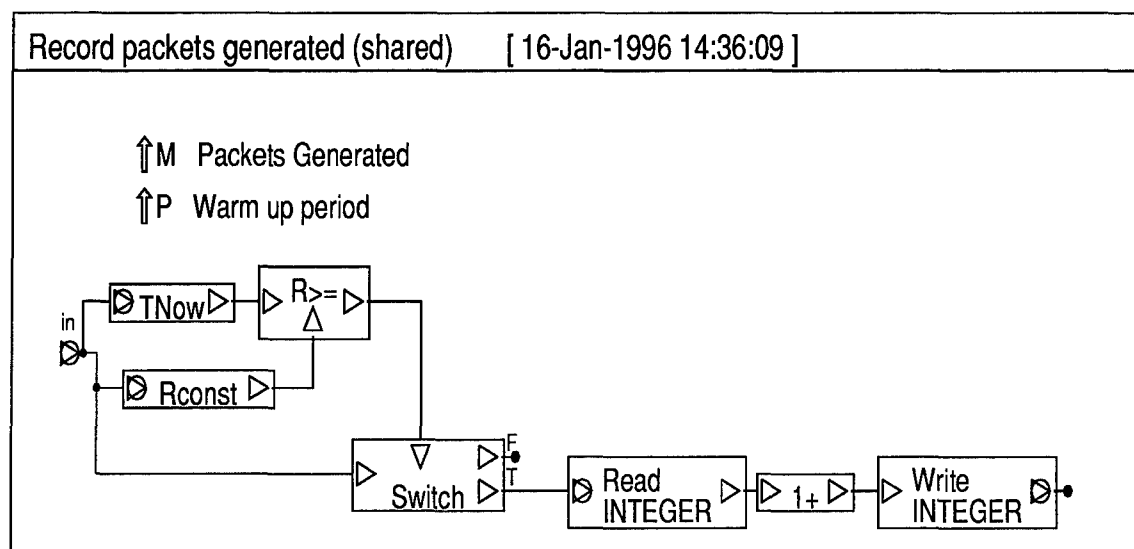 Record packets generated (shared) [ 16-Jan-1996 14:36:09 ]
⇑M Packets Generated
⇑P Warm up period
in
TNow
R>=
Rconst
Switch
F
T
Read
INTEGER
1+
Write
INTEGER